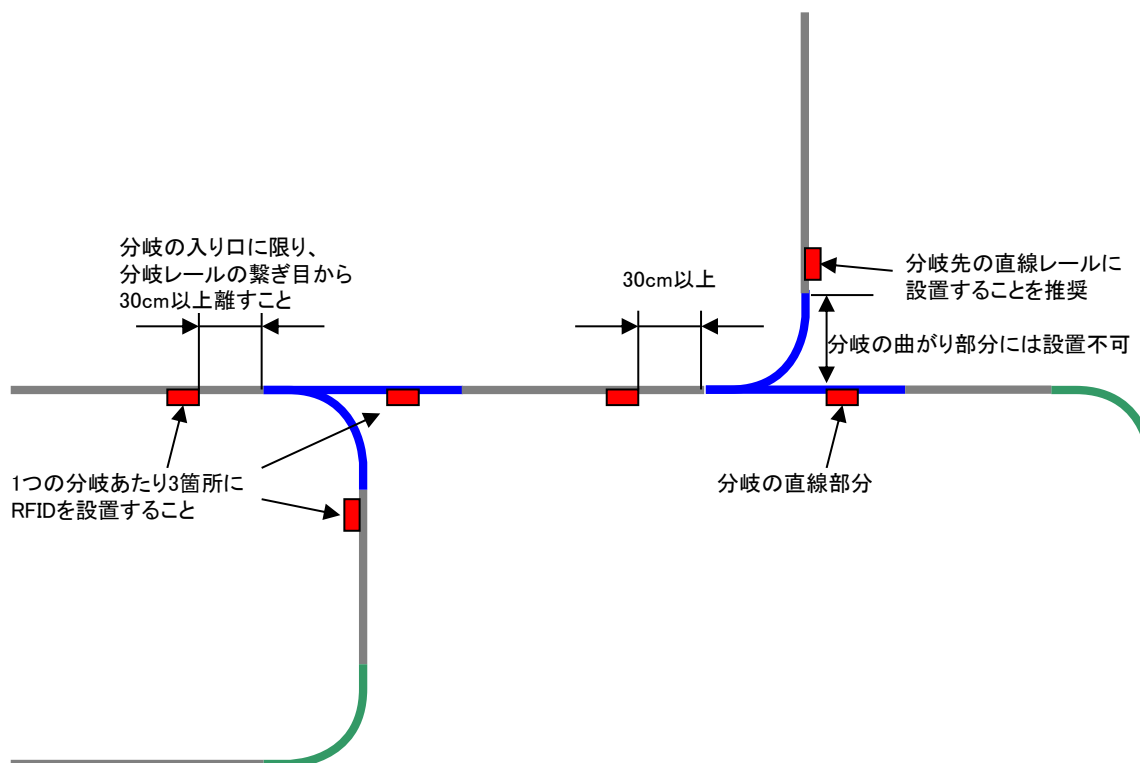 分岐の入り口に限り、
分岐レールの繋ぎ目から
30cm以上離すこと
30cm以上
分岐先の直線レールに
設置することを推奨
分岐の曲がり部分には設置不可
1つの分岐あたり3箇所に
RFIDを設置すること
分岐の直線部分